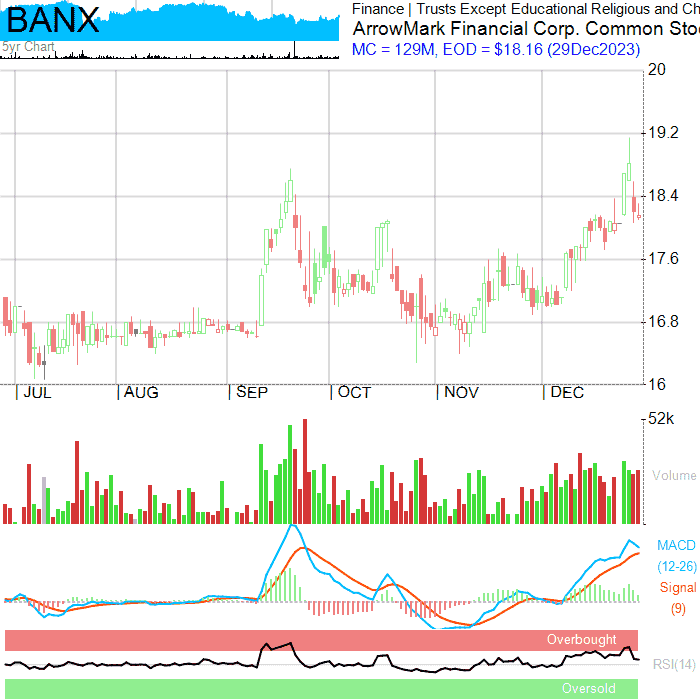 BANX
5yr Chart
Finance | Trusts Except Educational Religious and Ch
ArrowMark Financial Corp. Common Sto
MC = 129M, EOD = $18.16 (29Dec2023)
20
19.2
18.4
17.6
16.8
16
JUL AUG SEP OCT NOV DEC
52k
Volume
MACD
(12-26)
Signal
(9)
Overbought
RSI(14)
Oversold